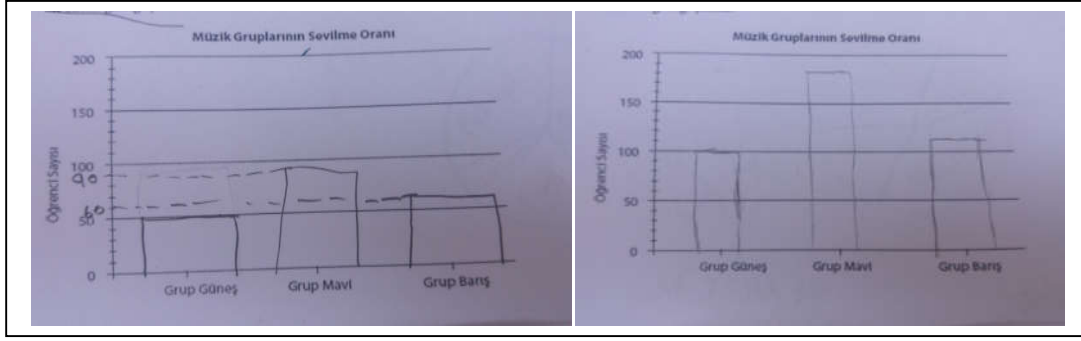 Müzik Gruplarının Sevilme Oranı
200
150
100
90
60
50
0
Öğrenci Sayısı
Grup Güneş
Grup Mavi
Grup Barış
Müzik Gruplarının Sevilme Oranı
200
150
100
50
0
Öğrenci Sayısı
Grup Güneş
Grup Mavi
Grup Barış